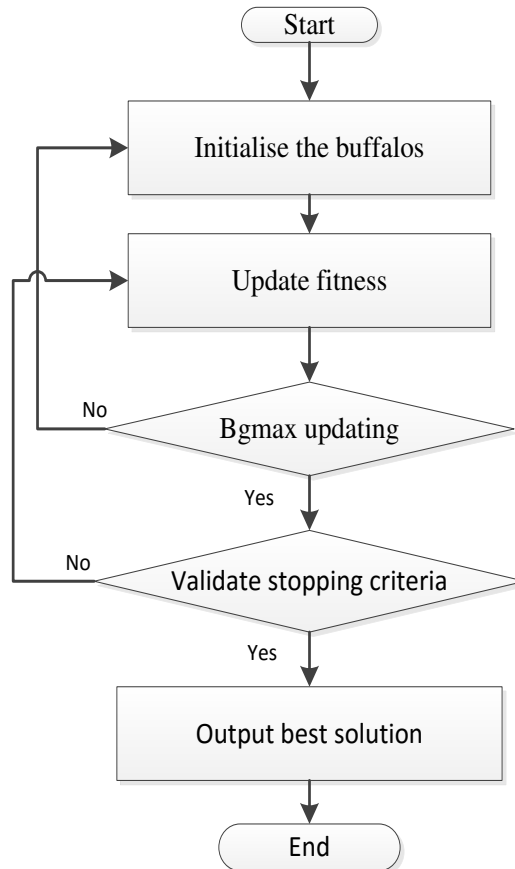 Start
Initialise the buffalos
Update fitness
No
Bgmax updating
Yes
No
Validate stopping criteria
Yes
Output best solution
End